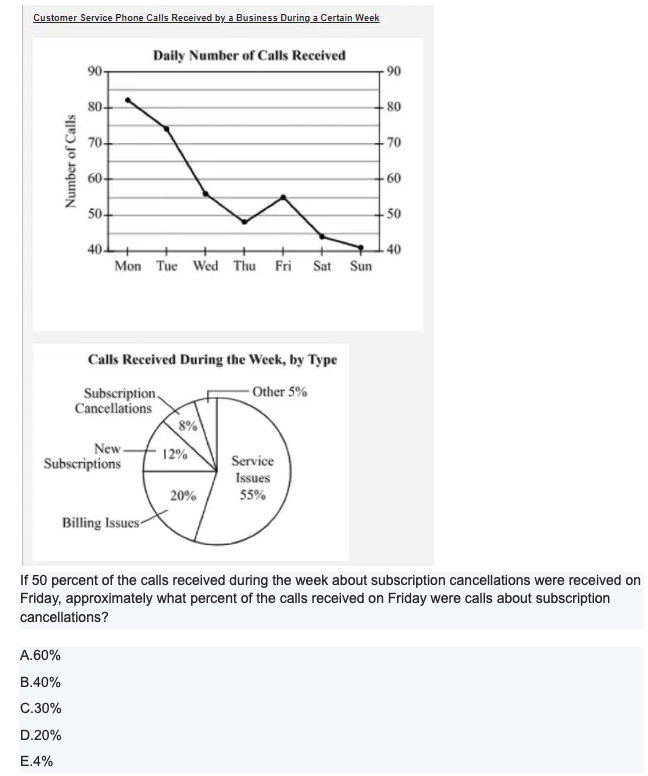 Customer Service Phone Calls Received by a Business During a Certain Week
Daily Number of Calls Received
Number of Calls
90 90
80 80
70 70
60 60
50 50
40 40
Mon Tue Wed Thu Fri Sat Sun
Calls Received During the Week, by Type
Subscription
Cancellations
Other 5%
8%
New
Subscriptions
12%
Service
Issues
55%
20%
Billing Issues
If 50 percent of the calls received during the week about subscription cancellations were received on
Friday, approximately what percent of the calls received on Friday were calls about subscription
cancellations?
A.60%
B.40%
C.30%
D.20%
E.4%